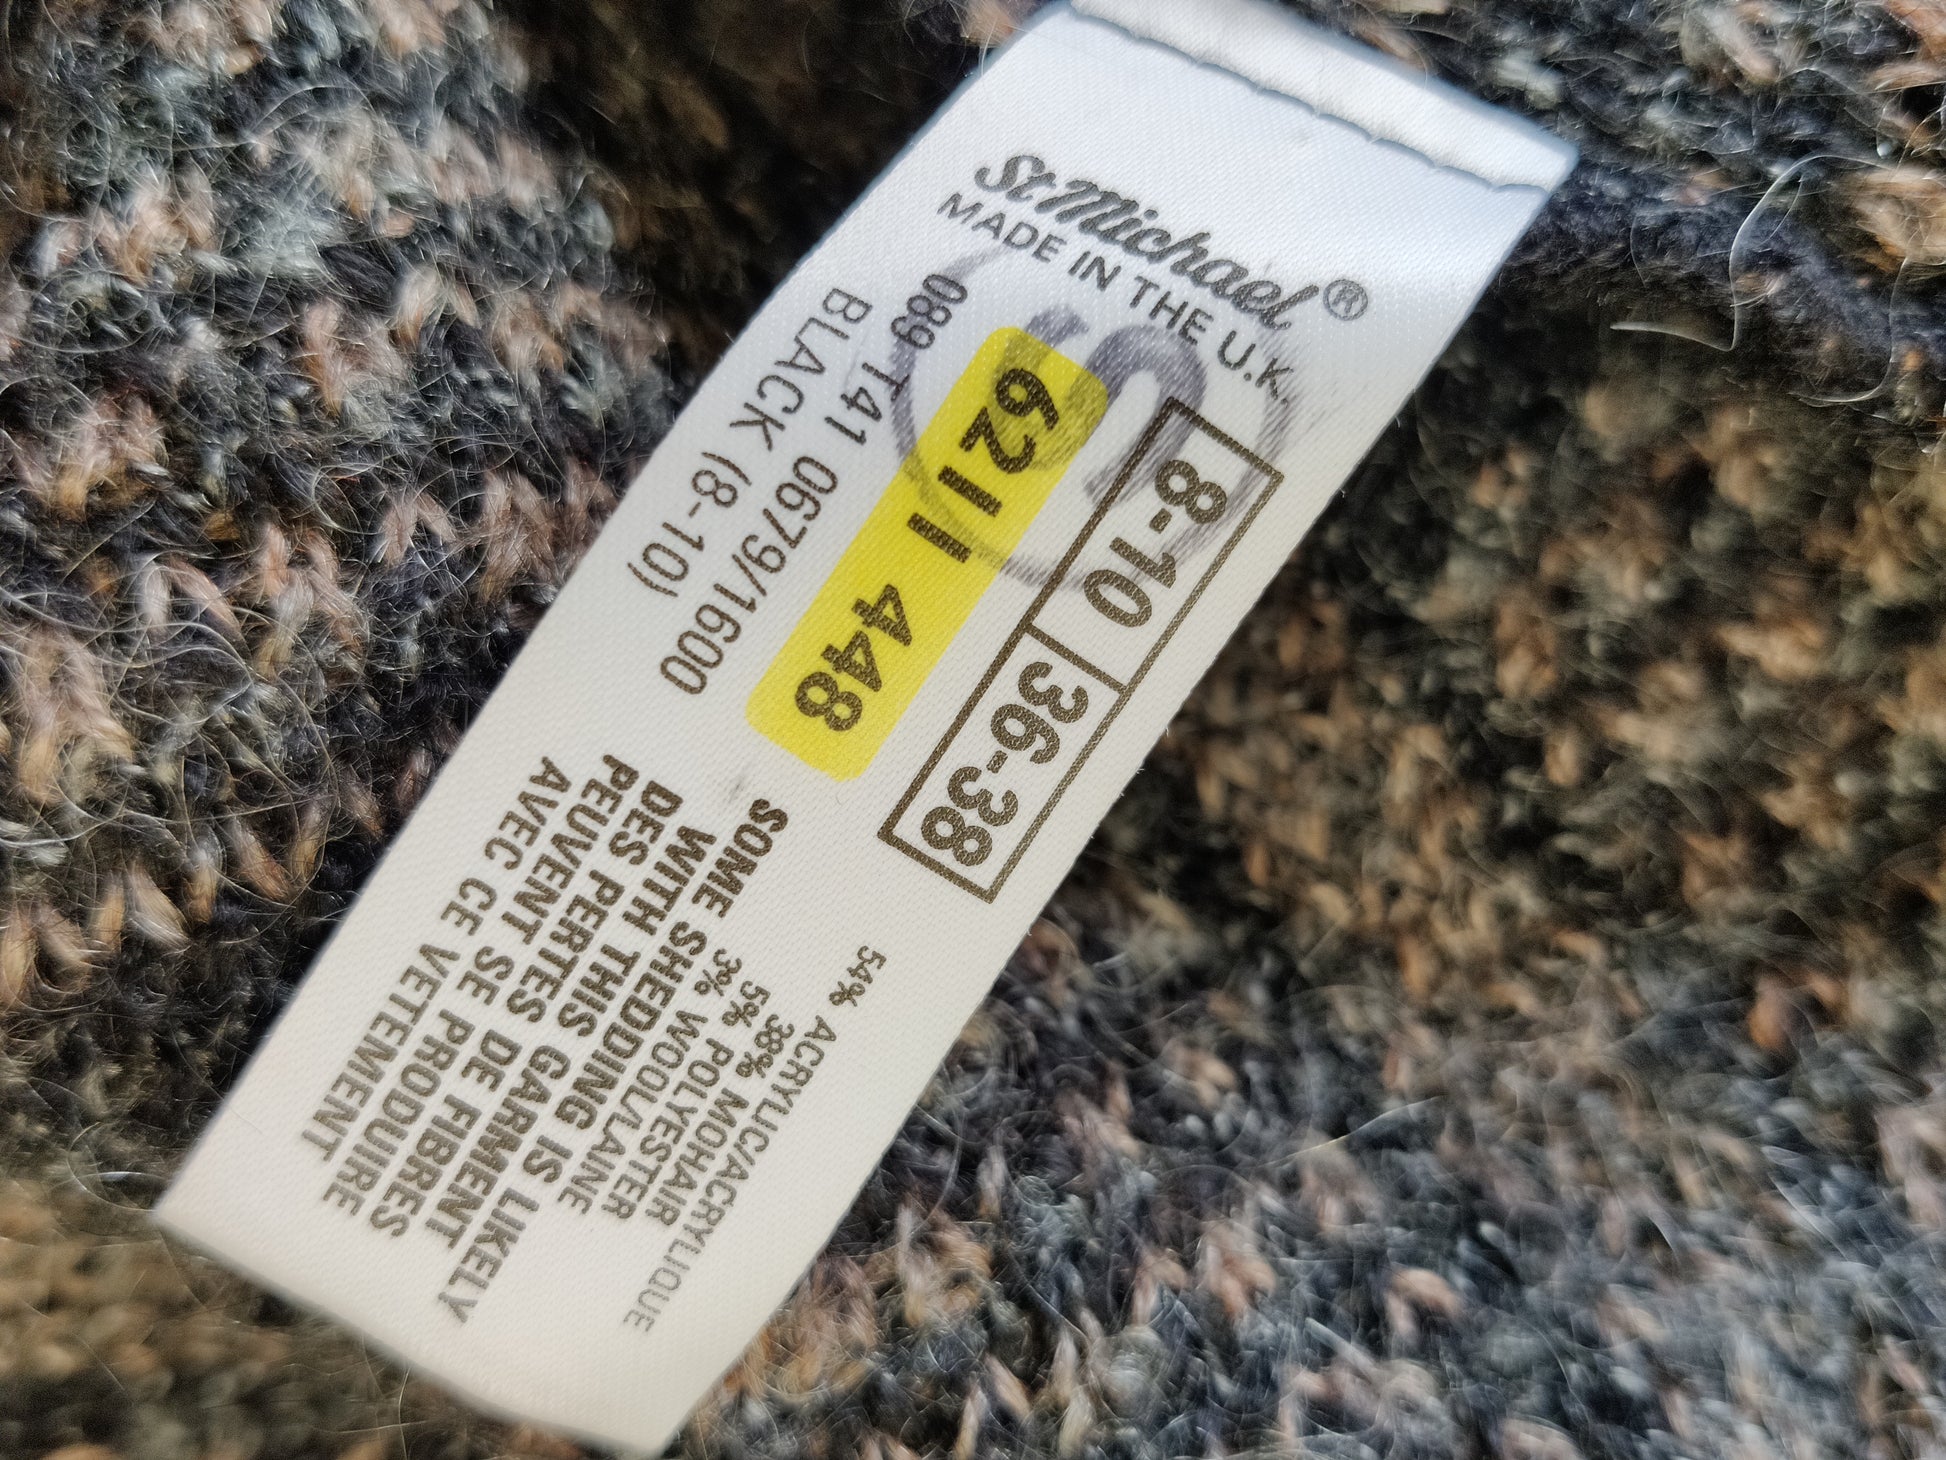 St Michael®
MADE IN THE U.K.
8-10 36-38
6211 448
089 T41 0679/1600
BLACK (8-10)
54% ACRYLIC/ACRYLIQUE
38% MOHAIR
5% POLYESTER
3% WOOL/LAINE
SOME SHEDDING IS LIKELY
WITH THIS GARMENT
DES PERTES DE FIBRES
PEUVENT SE PRODUIRE
AVEC CE VETEMENT